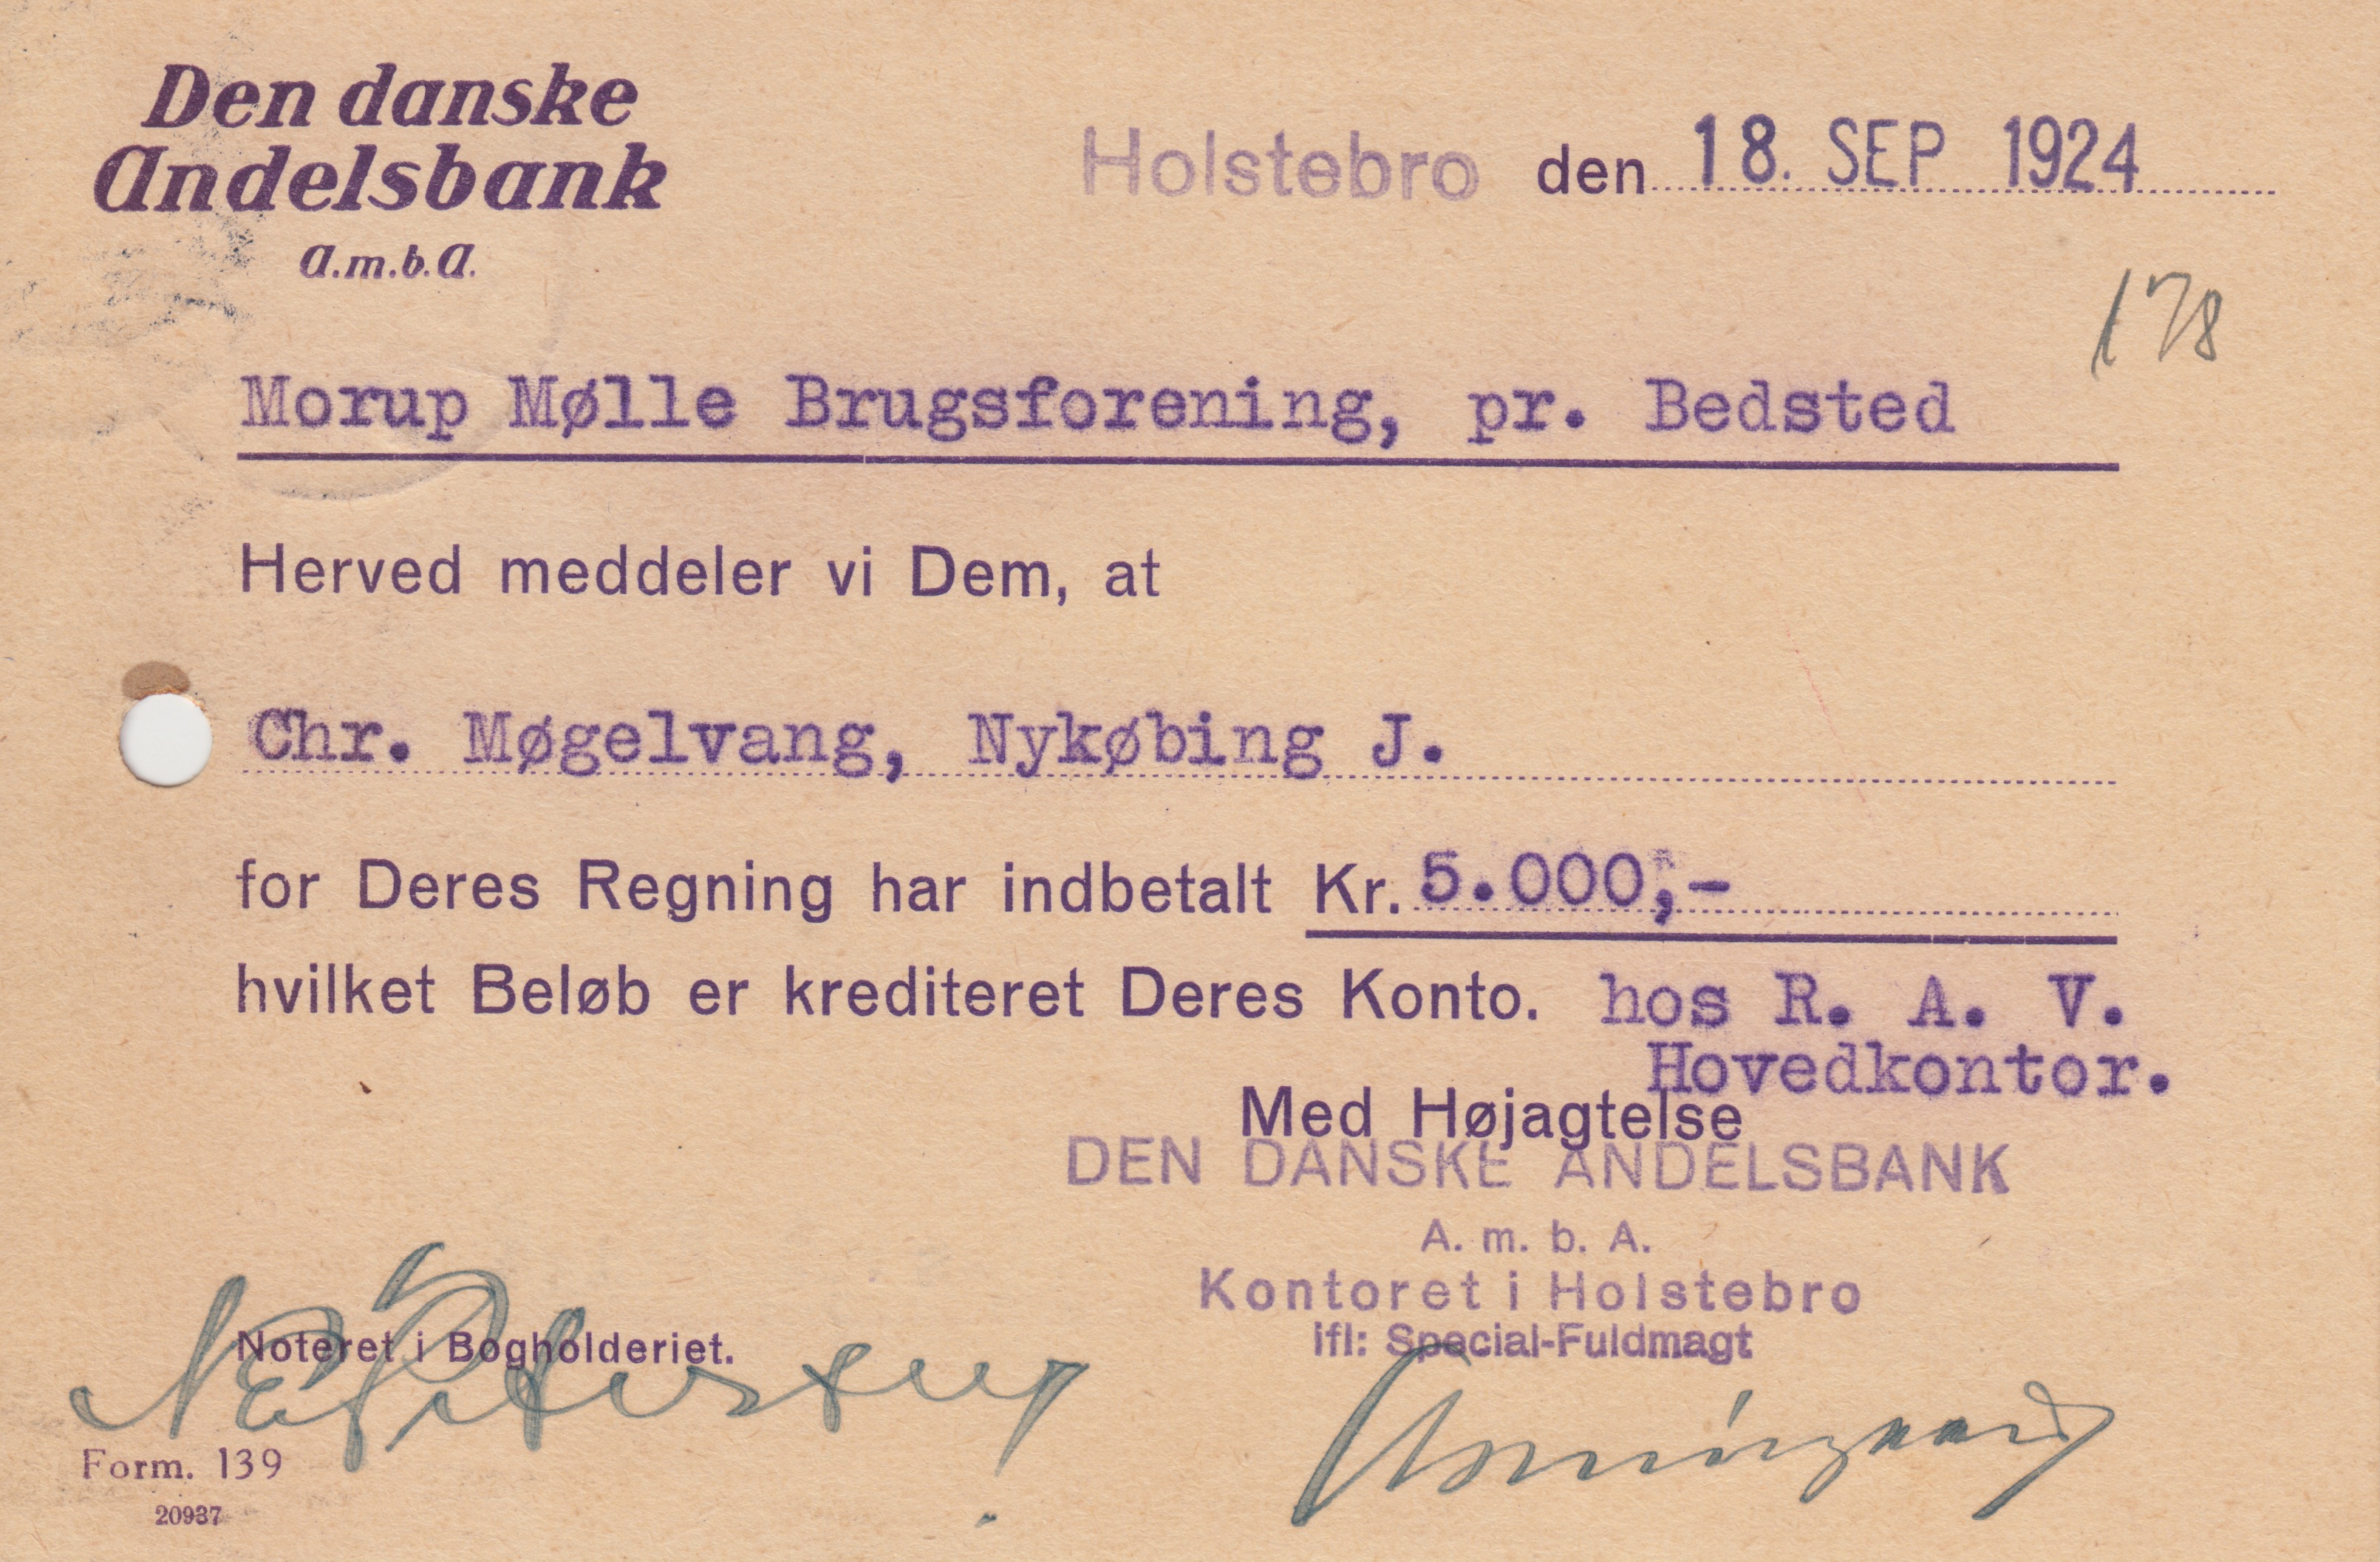 Den danske
Andelsbank
A.m.b.A.
Holstebro den 18. SEP 1924
178
Morup Mølle Brugsforening, pr. Bedsted
Herved meddeler vi Dem, at
Chr. Møgelvang, Nykøbing J.
for Deres Regning har indbetalt Kr. 5.000,-
hvilket Beløb er krediteret Deres Konto. hos R. A. V.
Hovedkontor.
Med Højagtelse
DEN DANSKE ANDELSBANK
A. m. b. A.
Kontoret i Holstebro
ifl: Special-Fuldmagt
Noteret i Bogholderiet.
Form. 139
20937